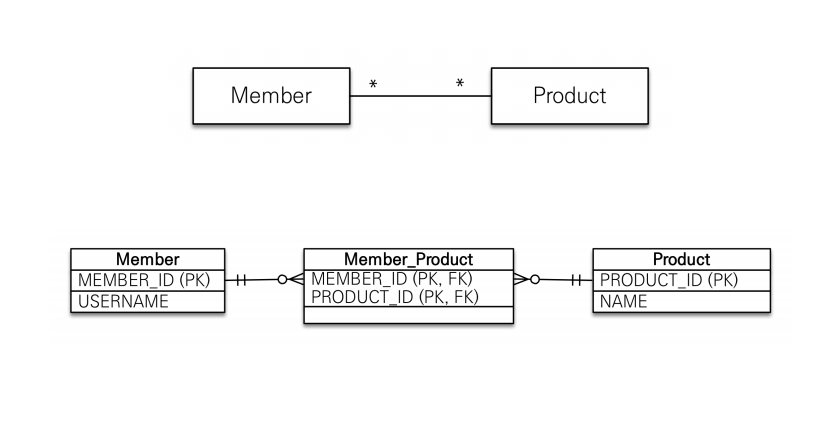 Member
*
*
Product
Member
MEMBER_ID (PK)
USERNAME
Member_Product
MEMBER_ID (PK, FK)
PRODUCT_ID (PK, FK)
Product
PRODUCT_ID (PK)
NAME